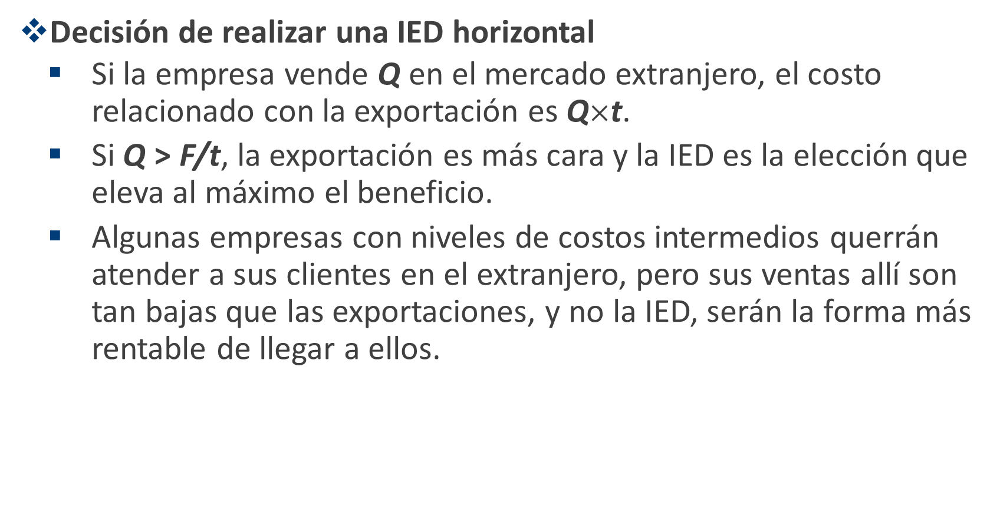 ❖Decisión de realizar una IED horizontal
▪ Si la empresa vende Q en el mercado extranjero, el costo
relacionado con la exportación es Q×t.
▪ Si Q > F/t, la exportación es más cara y la IED es la elección que
eleva al máximo el beneficio.
▪ Algunas empresas con niveles de costos intermedios querrán
atender a sus clientes en el extranjero, pero sus ventas allí son
tan bajas que las exportaciones, y no la IED, serán la forma más
rentable de llegar a ellos.